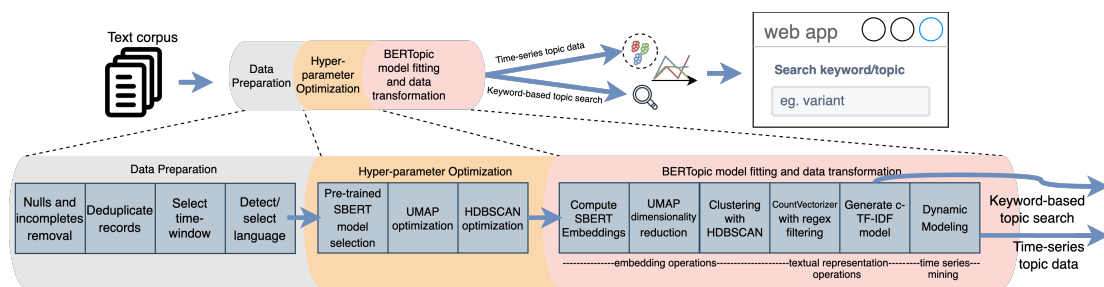 Text corpus
Data
Preparation
Hyper-
parameter
Optimization
BERTopic
model fitting
and data
transformation
Time-series topic data
Keyword-based topic search
web app
Search keyword/topic
eg. variant
Data Preparation
Nulls and
incompletes
removal
Deduplicate
records
Select
time-
window
Detect/
select
language
Hyper-parameter Optimization
Pre-trained
SBERT
model
selection
UMAP
optimization
HDBSCAN
optimization
BERTopic model fitting and data transformation
Compute
SBERT
Embeddings
UMAP
dimensionality
reduction
Clustering
with
HDBSCAN
CountVectorizer
with regex
filtering
Generate c-
TF-IDF
model
Dynamic
Modeling
embedding operations
textual representation
operations
time series
mining
Keyword-based
topic search
Time-series
topic data